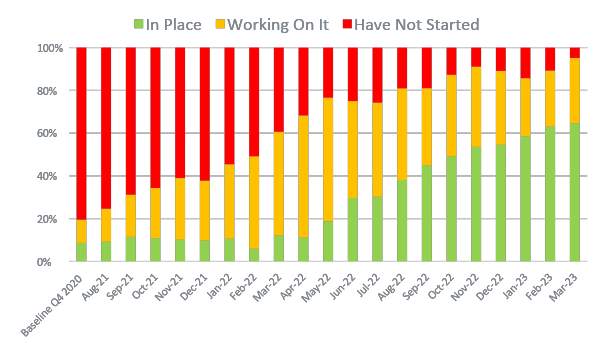 In Place Working On It Have Not Started
100%
80%
60%
40%
20%
0%
Baseline Q4 2020
Aug-21
Sep-21
Oct-21
Nov-21
Dec-21
Jan-22
Feb-22
Mar-22
Apr-22
May-22
Jun-22
Jul-22
Aug-22
Sep-22
Oct-22
Nov-22
Dec-22
Jan-23
Feb-23
Mar-23